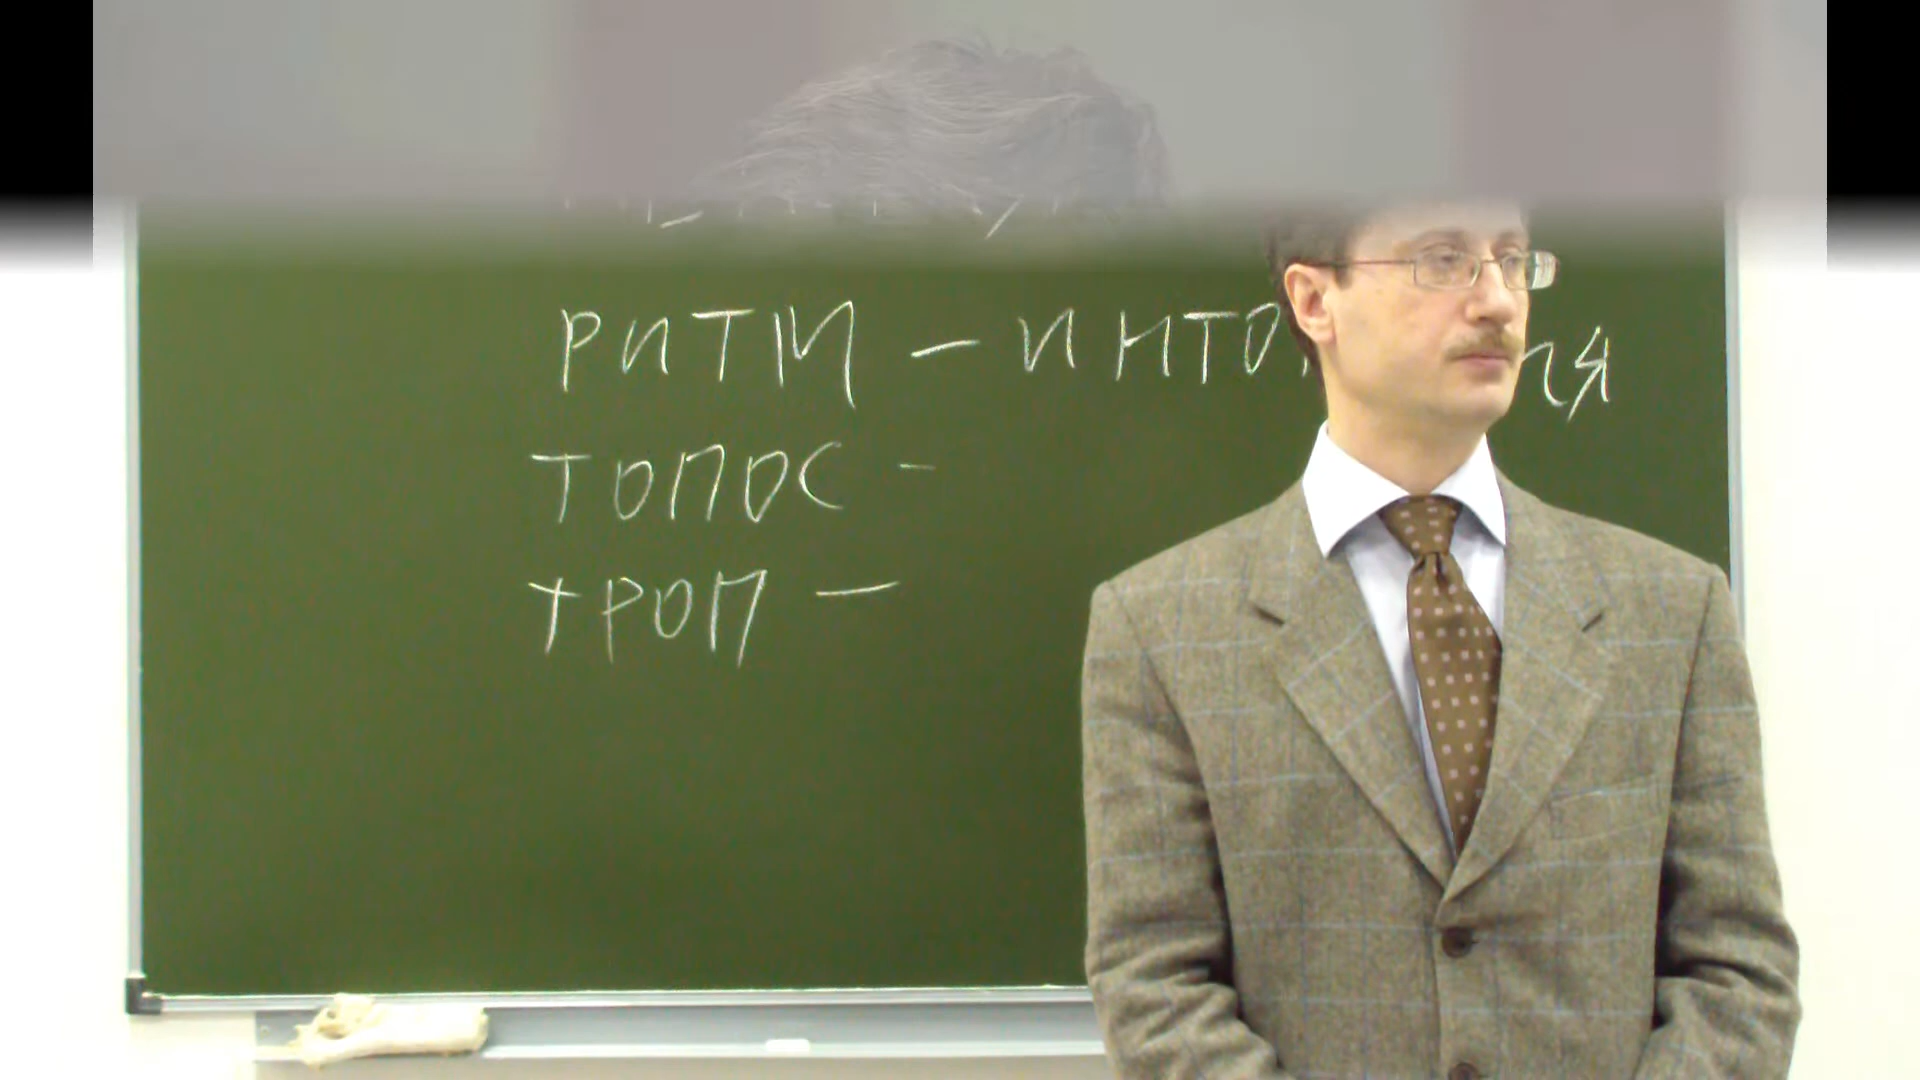 РИТМ – ИНТО
ТОПОС -
ТРОП –